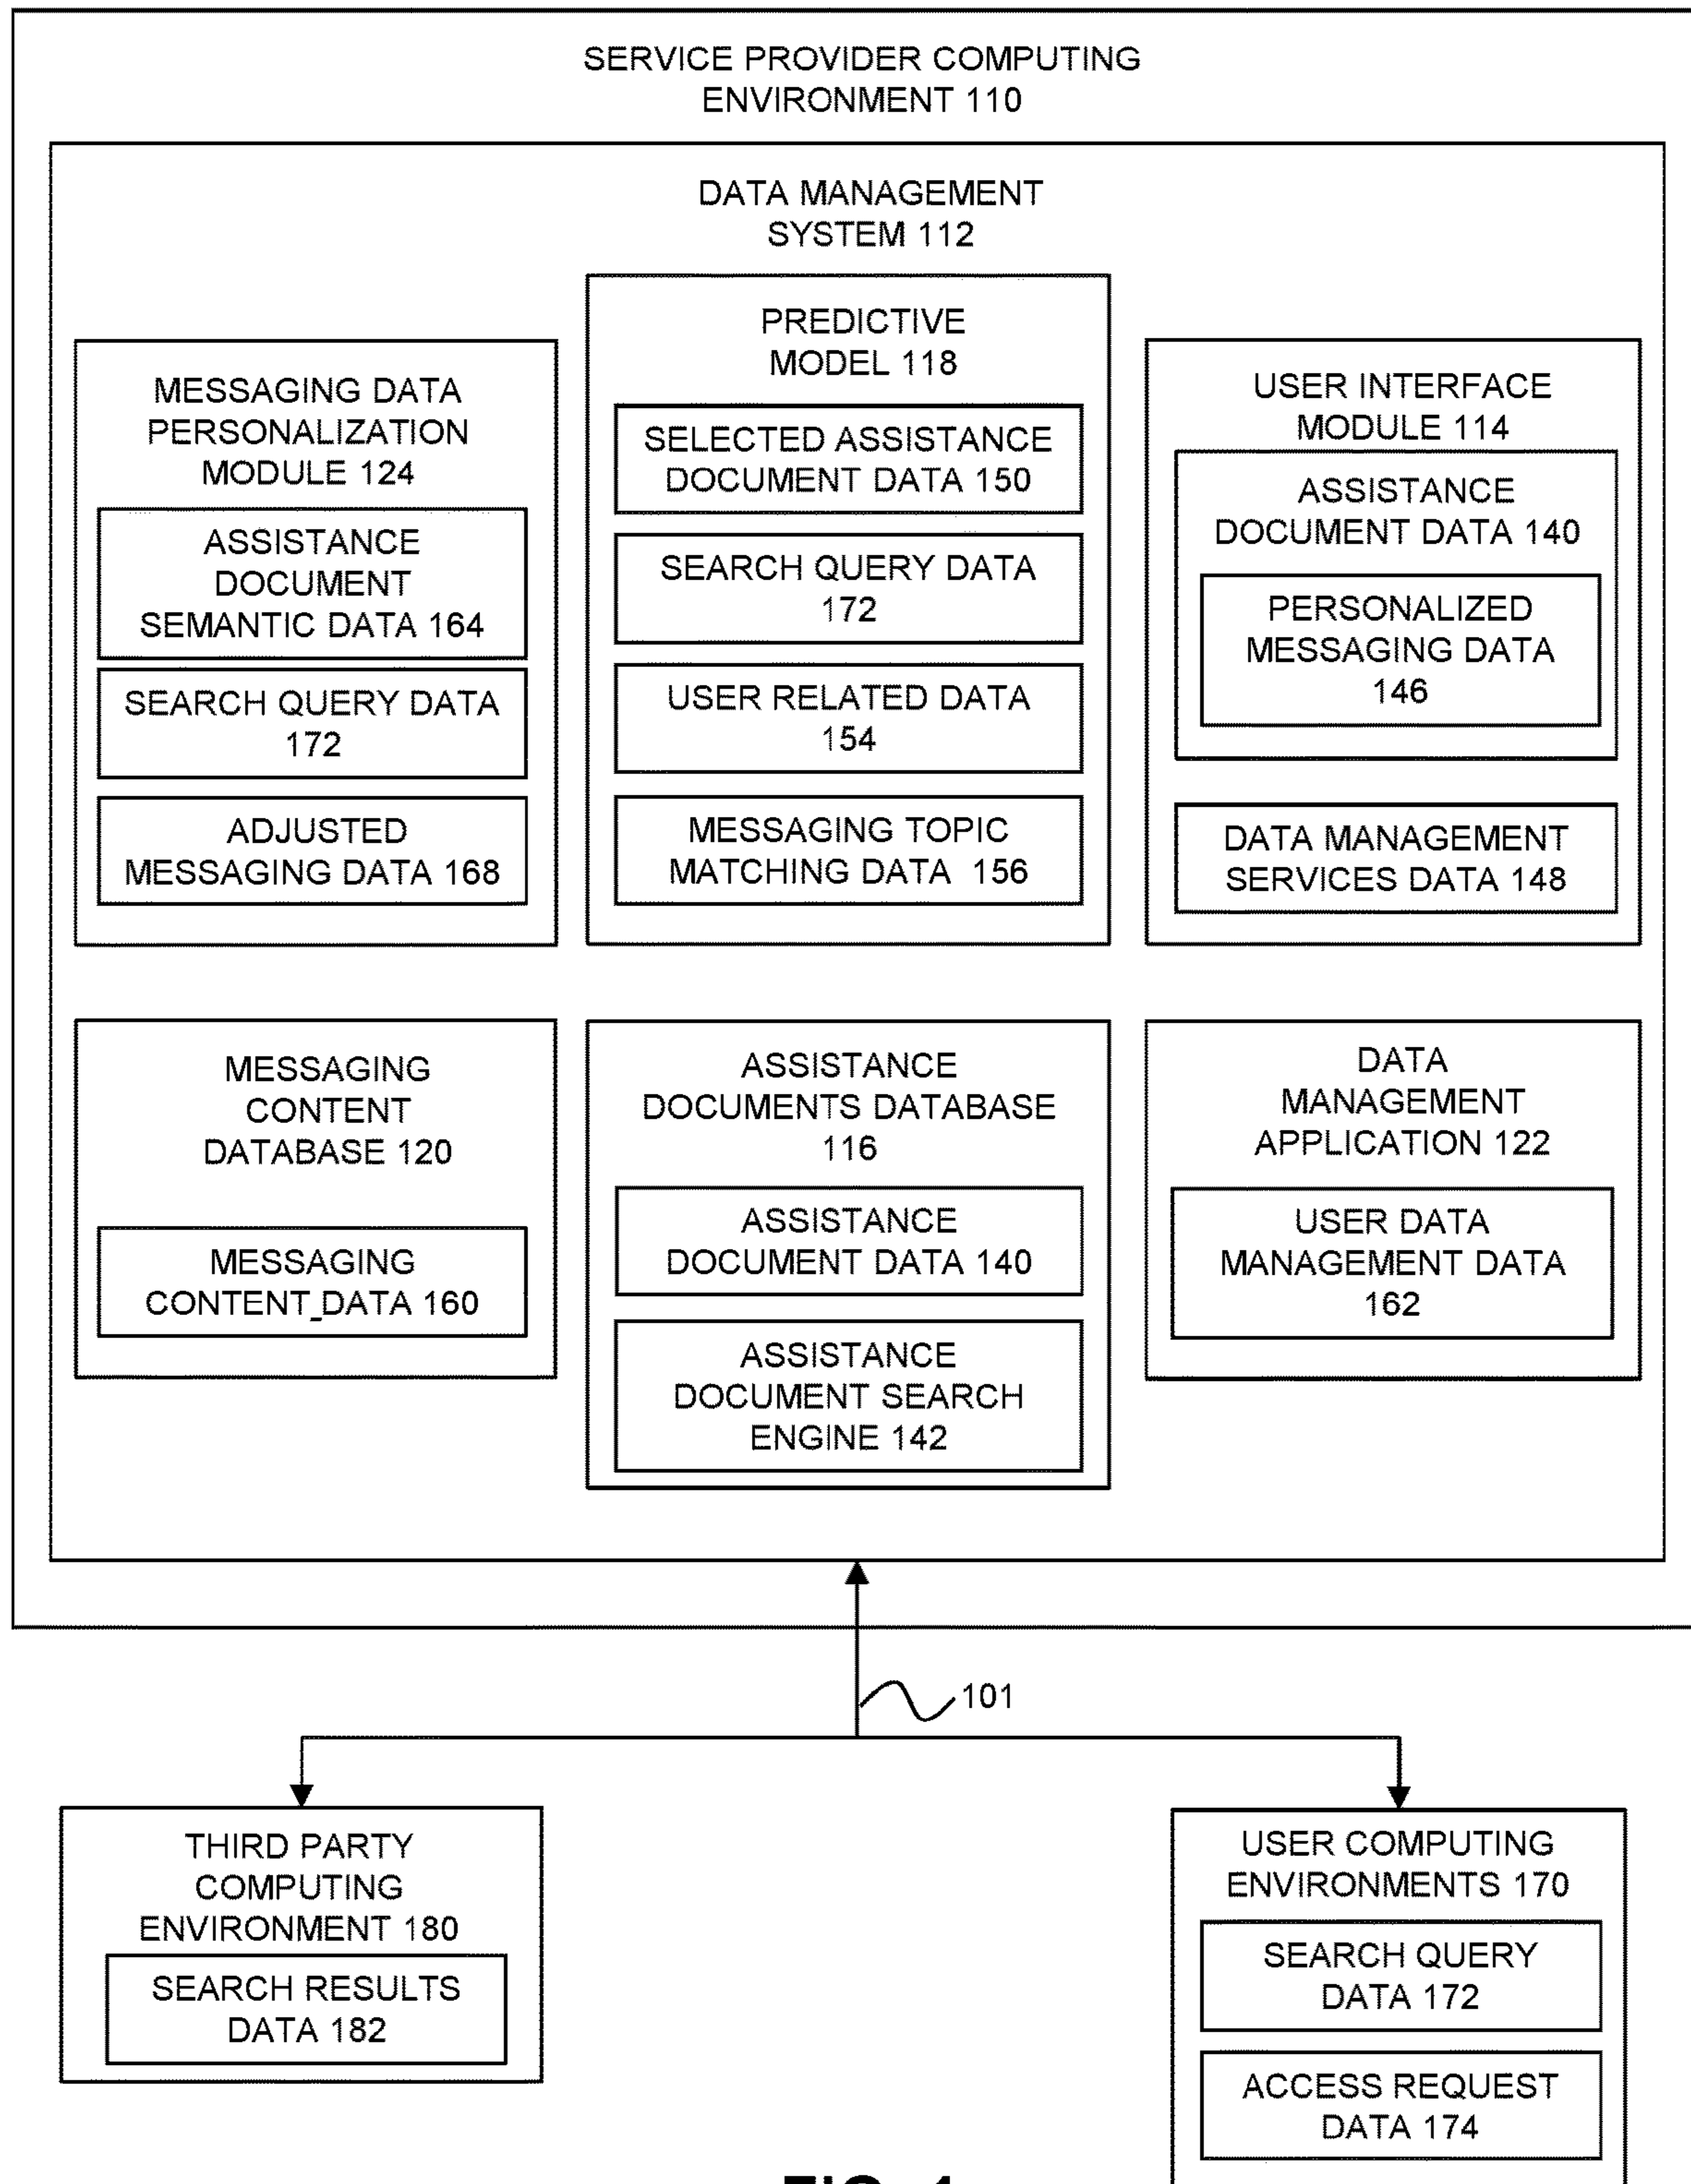 SERVICE PROVIDER COMPUTING
ENVIRONMENT 110
DATA MANAGEMENT
SYSTEM 112
MESSAGING DATA
PERSONALIZATION
MODULE 124
ASSISTANCE
DOCUMENT
SEMANTIC DATA 164
SEARCH QUERY DATA
172
ADJUSTED
MESSAGING DATA 168
PREDICTIVE
MODEL 118
SELECTED ASSISTANCE
DOCUMENT DATA 150
SEARCH QUERY DATA
172
USER RELATED DATA
154
MESSAGING TOPIC
MATCHING DATA 156
USER INTERFACE
MODULE 114
ASSISTANCE
DOCUMENT DATA 140
PERSONALIZED
MESSAGING DATA
146
DATA MANAGEMENT
SERVICES DATA 148
MESSAGING
CONTENT
DATABASE 120
MESSAGING
CONTENT_DATA 160
ASSISTANCE
DOCUMENTS DATABASE
116
ASSISTANCE
DOCUMENT DATA 140
ASSISTANCE
DOCUMENT SEARCH
ENGINE 142
DATA
MANAGEMENT
APPLICATION 122
USER DATA
MANAGEMENT DATA
162
101
THIRD PARTY
COMPUTING
ENVIRONMENT 180
SEARCH RESULTS
DATA 182
USER COMPUTING
ENVIRONMENTS 170
SEARCH QUERY
DATA 172
ACCESS REQUEST
DATA 174